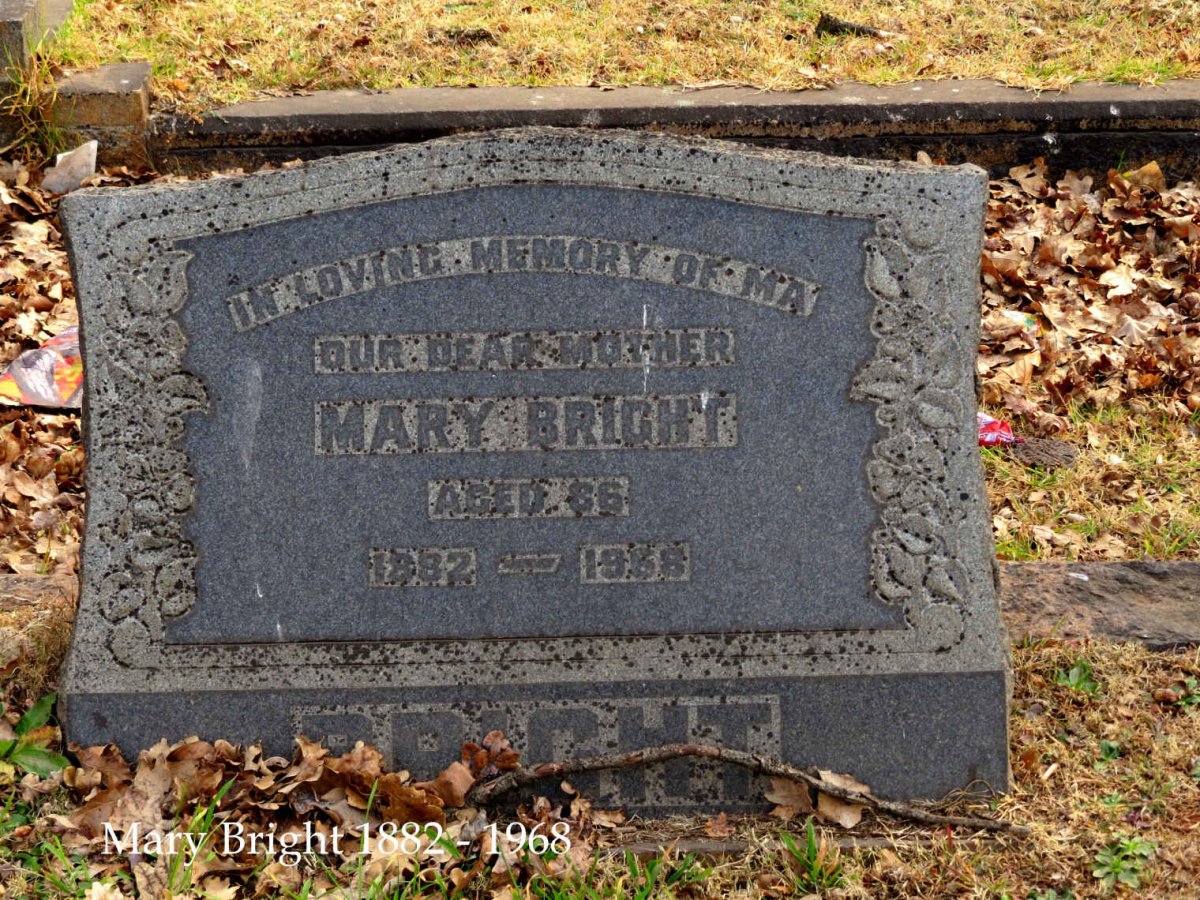 IN LOVING MEMORY OF MA
OUR DEAR MOTHER
MARY BRIGHT
AGED 86
1882 — 1968
BRIGHT
Mary Bright 1882 - 1968